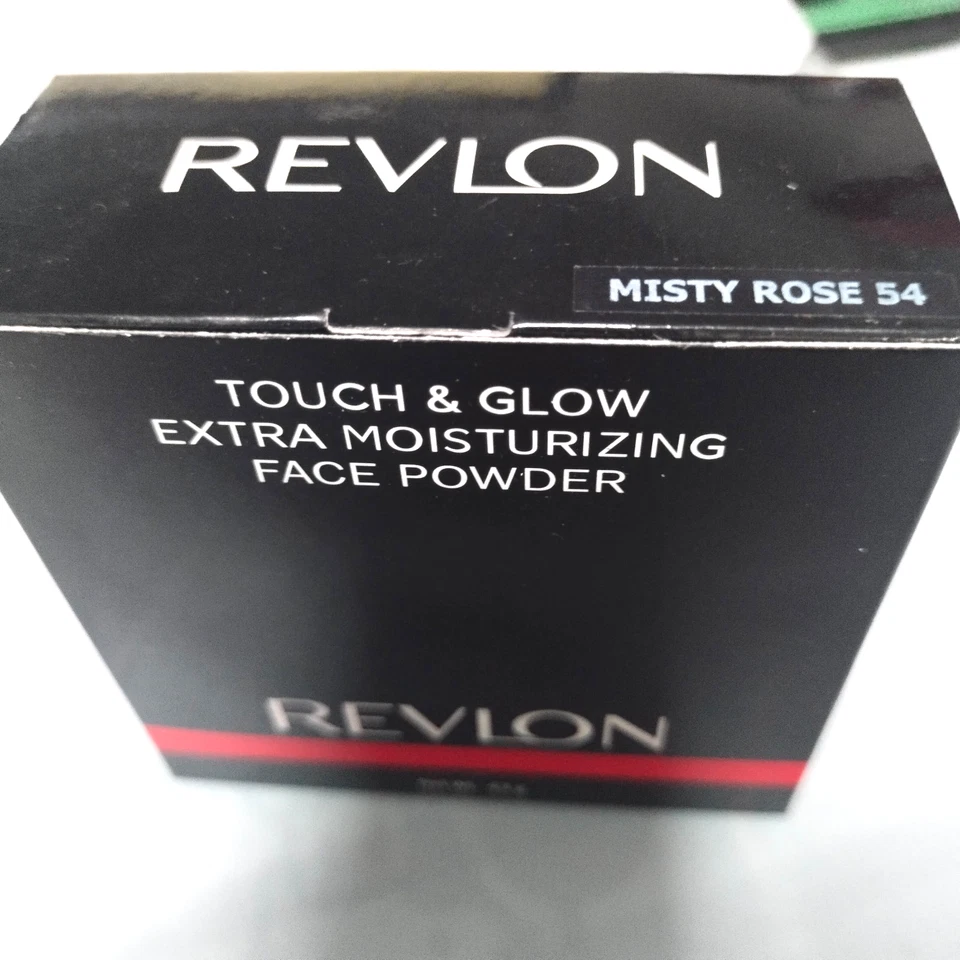 REVLON
MISTY ROSE 54
TOUCH & GLOW
EXTRA MOISTURIZING
FACE POWDER
REVLON